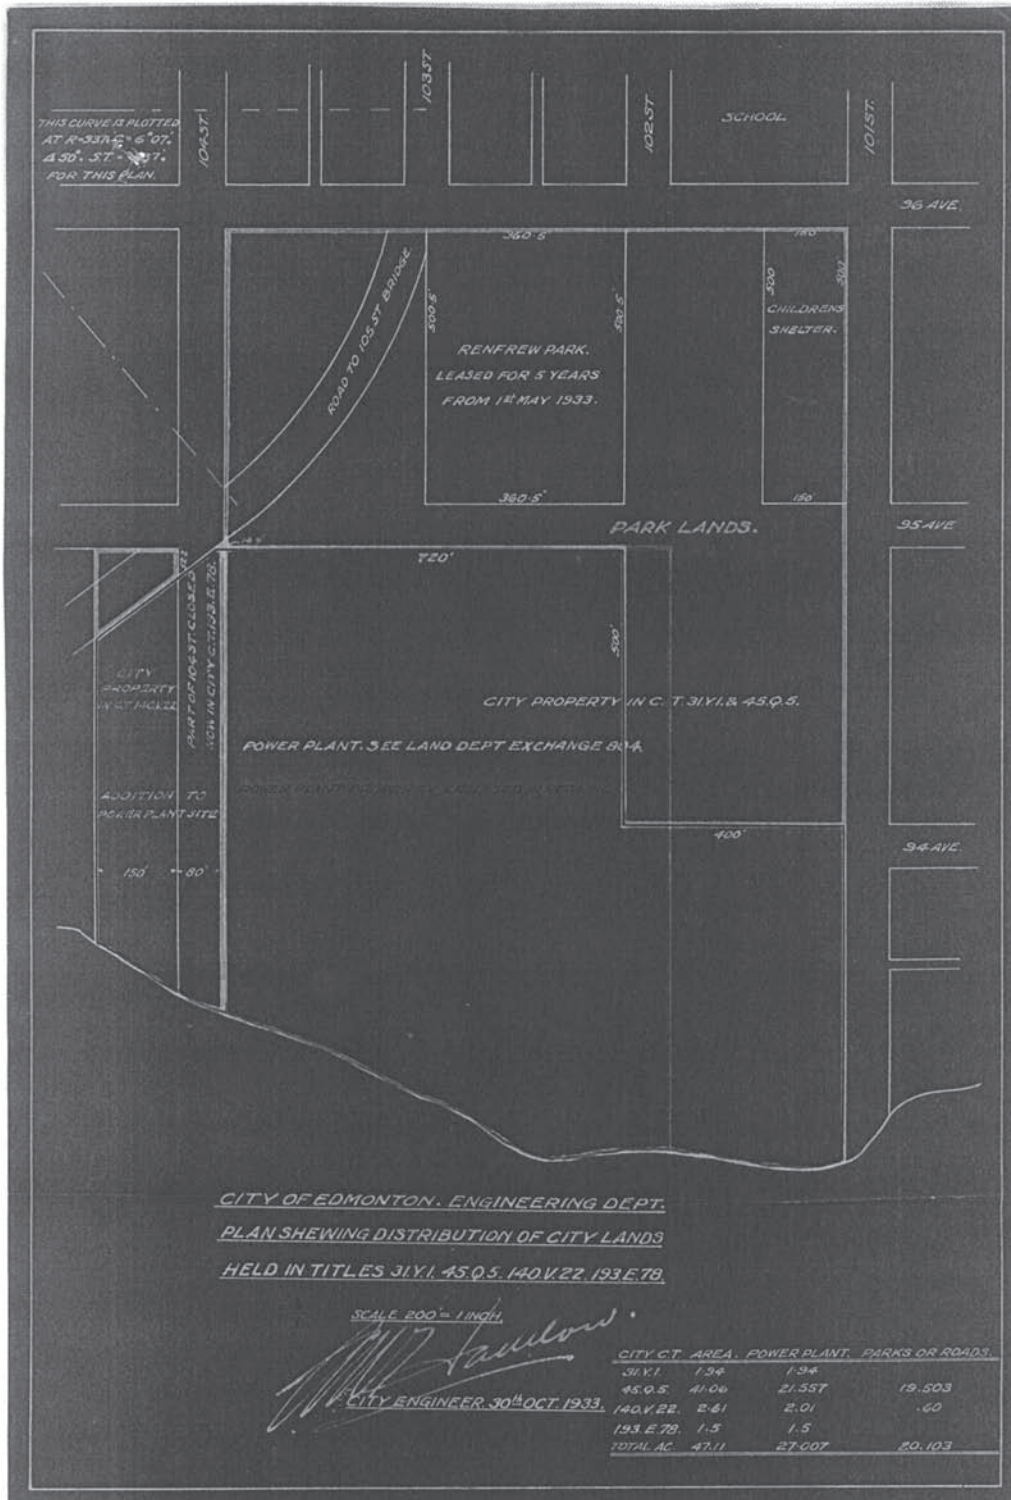 THIS CURVE IS PLOTTED
FOR THIS PLAN.
104 ST.
103 ST.
102 ST
SCHOOL
101 ST.
96 AVE.
360·5'
150'
ROAD TO 105 ST BRIDGE
500·5'
500·5'
500
500'
CHILDRENS
SHELTER.
RENFREW PARK.
LEASED FOR 5 YEARS
FROM 1st MAY 1933.
360·5'
150'
PARK LANDS.
95 AVE
720'
500'
PART OF 104 ST. CLOSED
NOW IN CITY C.T. 193.E.78.
CITY
PROPERTY
CITY PROPERTY IN C.T. 31.Y.1. & 45.Q.5.
POWER PLANT. SEE LAND DEPT EXCHANGE 804.
ADDITION TO
POWER PLANT SITE
400'
94 AVE.
150' 80'
CITY OF EDMONTON. ENGINEERING DEPT.
PLAN SHEWING DISTRIBUTION OF CITY LANDS
HELD IN TITLES 31.Y.1. 45.Q.5. 140.V.22. 193.E.78.
SCALE 200' = 1 INCH.
CITY ENGINEER. 30th OCT. 1933.
CITY C.T. AREA. POWER PLANT. PARKS OR ROADS.
31.Y.1 1·94 1·94
45.Q.5. 41·06 21·557 19·503
140.V.22. 2·61 2·01 ·60
193.E.78. 1·5 1·5
TOTAL AC. 47·11 27·007 20·103